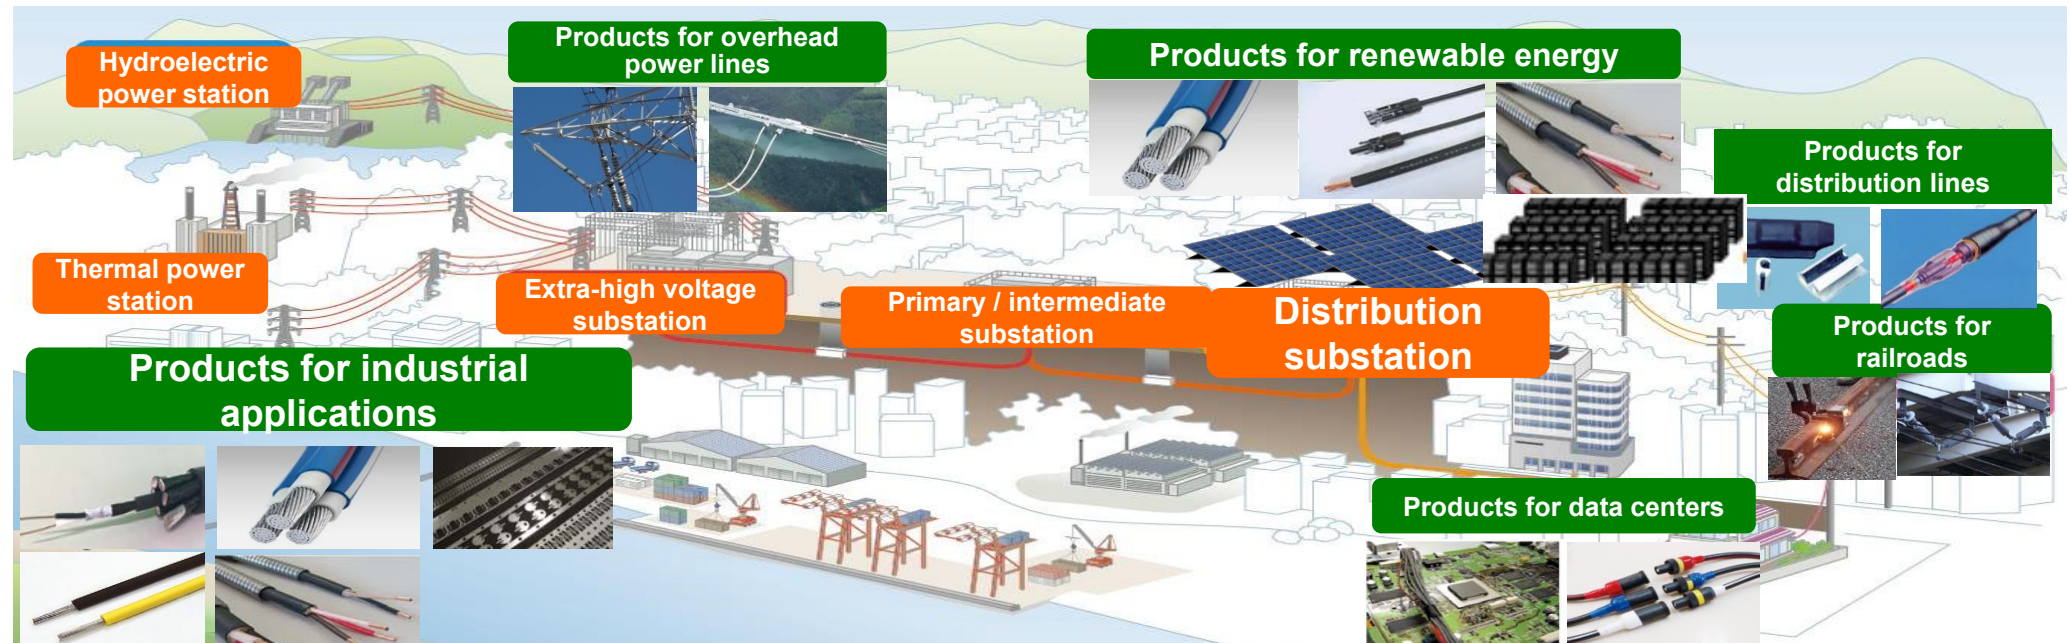 Hydroelectric
power station
Products for overhead
power lines
Products for renewable energy
Products for
distribution lines
Thermal power
station
Extra-high voltage
substation
Primary / intermediate
substation
Distribution
substation
Products for
railroads
Products for industrial
applications
Products for data centers